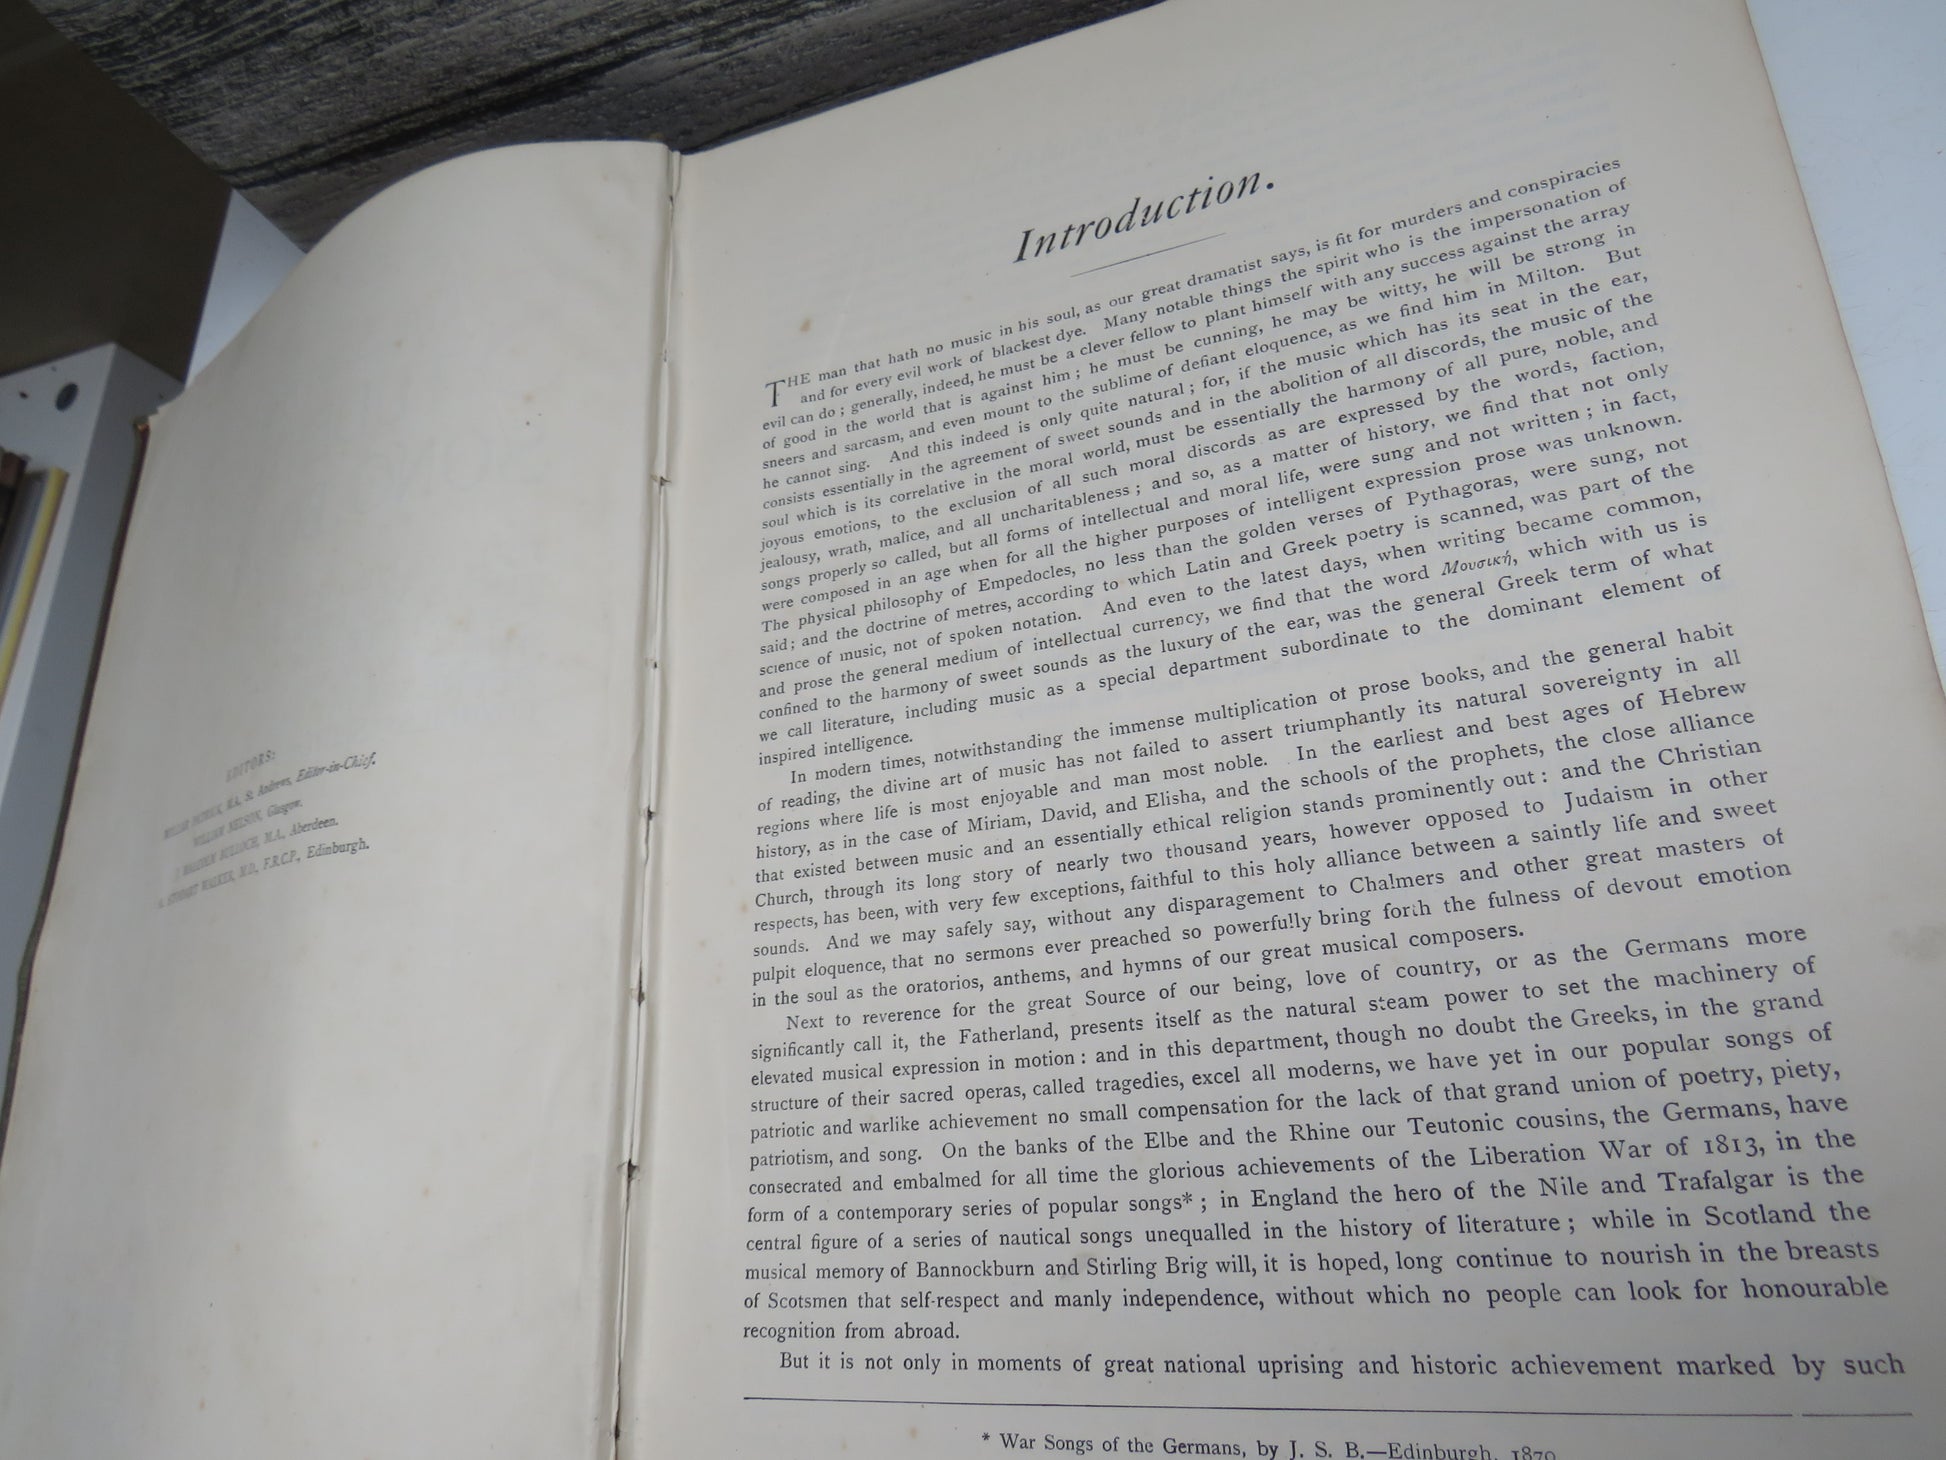 EDITORS:
MILLAR PATRICK, M.A., St. Andrews, Editor-in-Chief.
WILLIAM NELSON, Glasgow.
J. MALCOLM BULLOCH, M.A., Aberdeen.
A. STODART WALKER, M.D., F.R.C.P., Edinburgh.
Introduction.
THE man that hath no music in his soul, as our great dramatist says, is fit for murders and conspiracies
and for every evil work of blackest dye. Many notable things the spirit who is the impersonation of
evil can do; generally, indeed, he must be a clever fellow to plant himself with any success against the array
of good in the world that is against him; he must be cunning, he may be witty, he will be strong in
sneers and sarcasm, and even mount to the sublime of defiant eloquence, as we find him in Milton. But
he cannot sing. And this indeed is only quite natural; for, if the music which has its seat in the ear,
consists essentially in the agreement of sweet sounds and in the abolition of all discords, the music of the
soul which is its correlative in the moral world, must be essentially the harmony of all pure, noble, and
joyous emotions, to the exclusion of all such moral discords as are expressed by the words, faction,
jealousy, wrath, malice, and all uncharitableness; and so, as a matter of history, we find that not only
songs properly so called, but all forms of intellectual and moral life, were sung and not written; in fact,
were composed in an age when for all the higher purposes of intelligent expression prose was unknown.
The physical philosophy of Empedocles, no less than the golden verses of Pythagoras, were sung, not
said; and the doctrine of metres, according to which Latin and Greek poetry is scanned, was part of the
science of music, not of spoken notation. And even to the latest days, when writing became common,
and prose the general medium of intellectual currency, we find that the word Μουσική, which with us is
confined to the harmony of sweet sounds as the luxury of the ear, was the general Greek term of what
we call literature, including music as a special department subordinate to the dominant element of
inspired intelligence.
In modern times, notwithstanding the immense multiplication of prose books, and the general habit
of reading, the divine art of music has not failed to assert triumphantly its natural sovereignty in all
regions where life is most enjoyable and man most noble. In the earliest and best ages of Hebrew
history, as in the case of Miriam, David, and Elisha, and the schools of the prophets, the close alliance
that existed between music and an essentially ethical religion stands prominently out: and the Christian
Church, through its long story of nearly two thousand years, however opposed to Judaism in other
respects, has been, with very few exceptions, faithful to this holy alliance between a saintly life and sweet
sounds. And we may safely say, without any disparagement to Chalmers and other great masters of
pulpit eloquence, that no sermons ever preached so powerfully bring forth the fulness of devout emotion
in the soul as the oratorios, anthems, and hymns of our great musical composers.
Next to reverence for the great Source of our being, love of country, or as the Germans more
significantly call it, the Fatherland, presents itself as the natural steam power to set the machinery of
elevated musical expression in motion: and in this department, though no doubt the Greeks, in the grand
structure of their sacred operas, called tragedies, excel all moderns, we have yet in our popular songs of
patriotic and warlike achievement no small compensation for the lack of that grand union of poetry, piety,
patriotism, and song. On the banks of the Elbe and the Rhine our Teutonic cousins, the Germans, have
consecrated and embalmed for all time the glorious achievements of the Liberation War of 1813, in the
form of a contemporary series of popular songs*; in England the hero of the Nile and Trafalgar is the
central figure of a series of nautical songs unequalled in the history of literature; while in Scotland the
musical memory of Bannockburn and Stirling Brig will, it is hoped, long continue to nourish in the breasts
of Scotsmen that self-respect and manly independence, without which no people can look for honourable
recognition from abroad.
But it is not only in moments of great national uprising and historic achievement marked by such
* War Songs of the Germans, by J. S. B.—Edinburgh, 1870